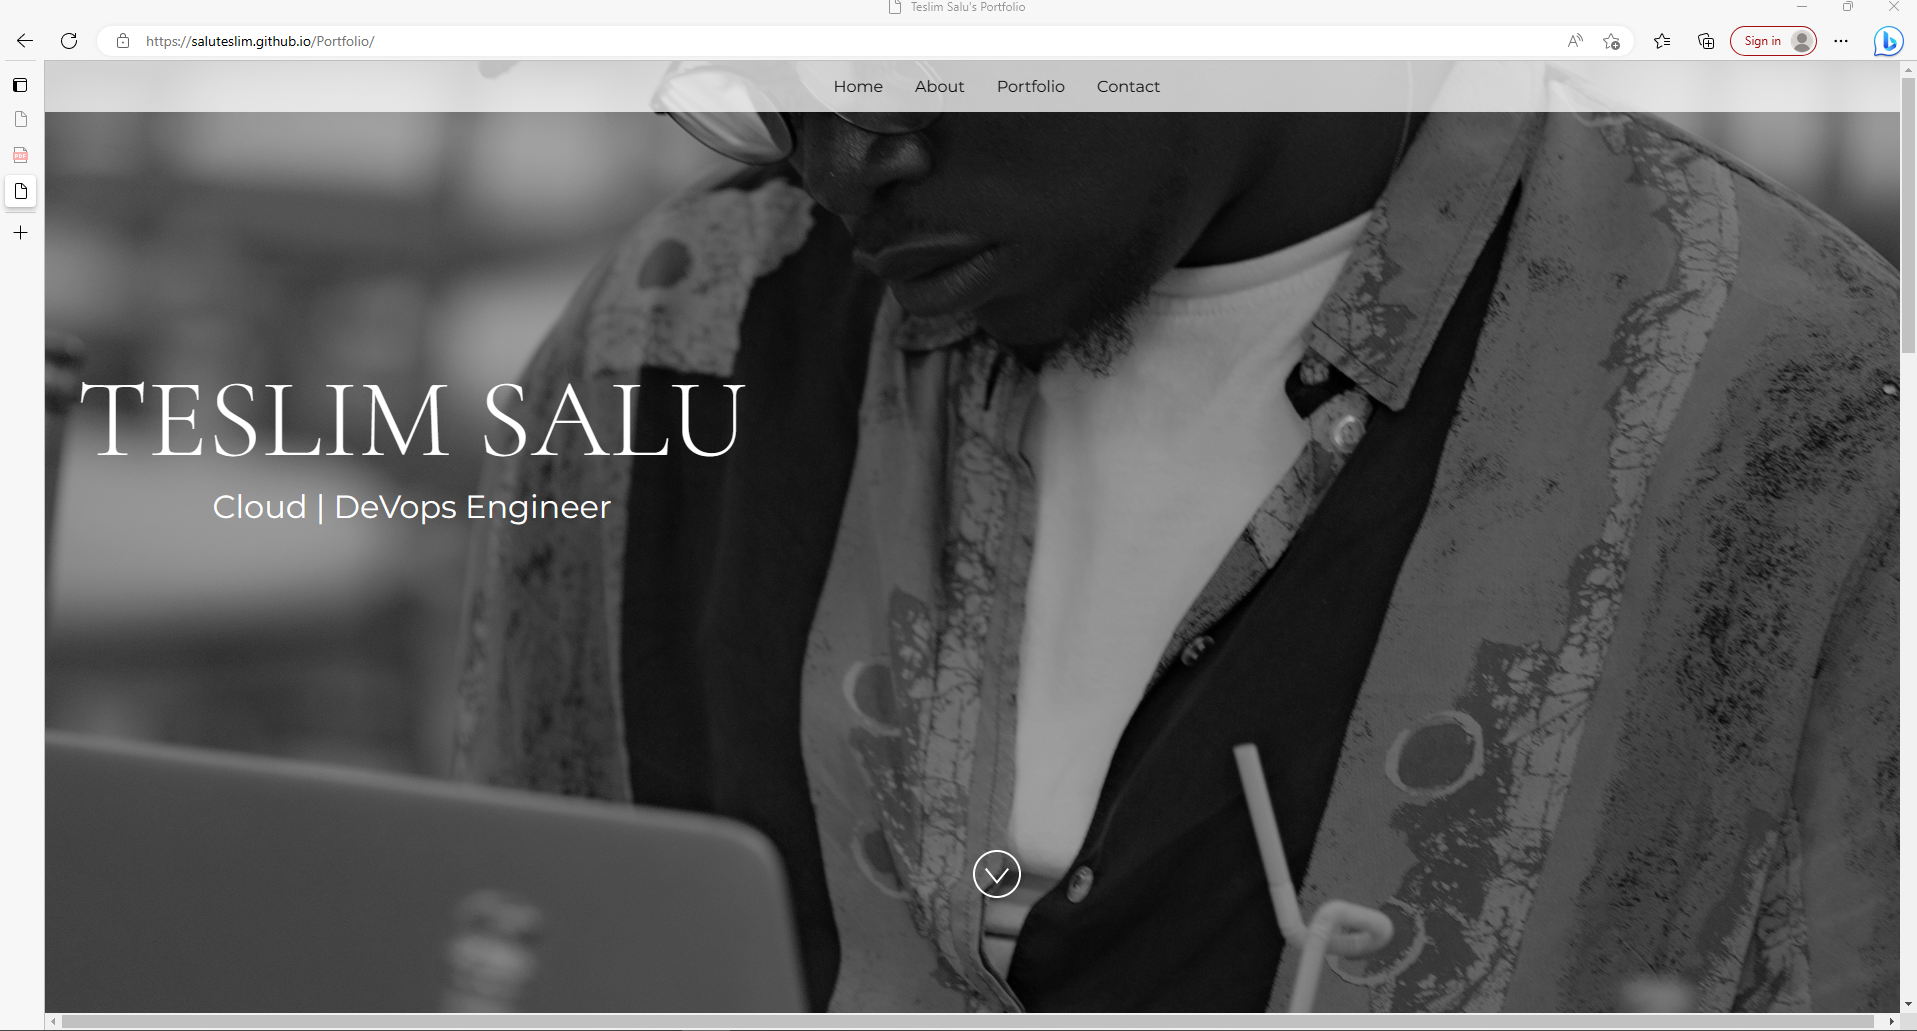 Teslim Salu's Portfolio
https://saluteslim.github.io/Portfolio/
Sign in
Home About Portfolio Contact
TESLIM SALU
Cloud | DeVops Engineer